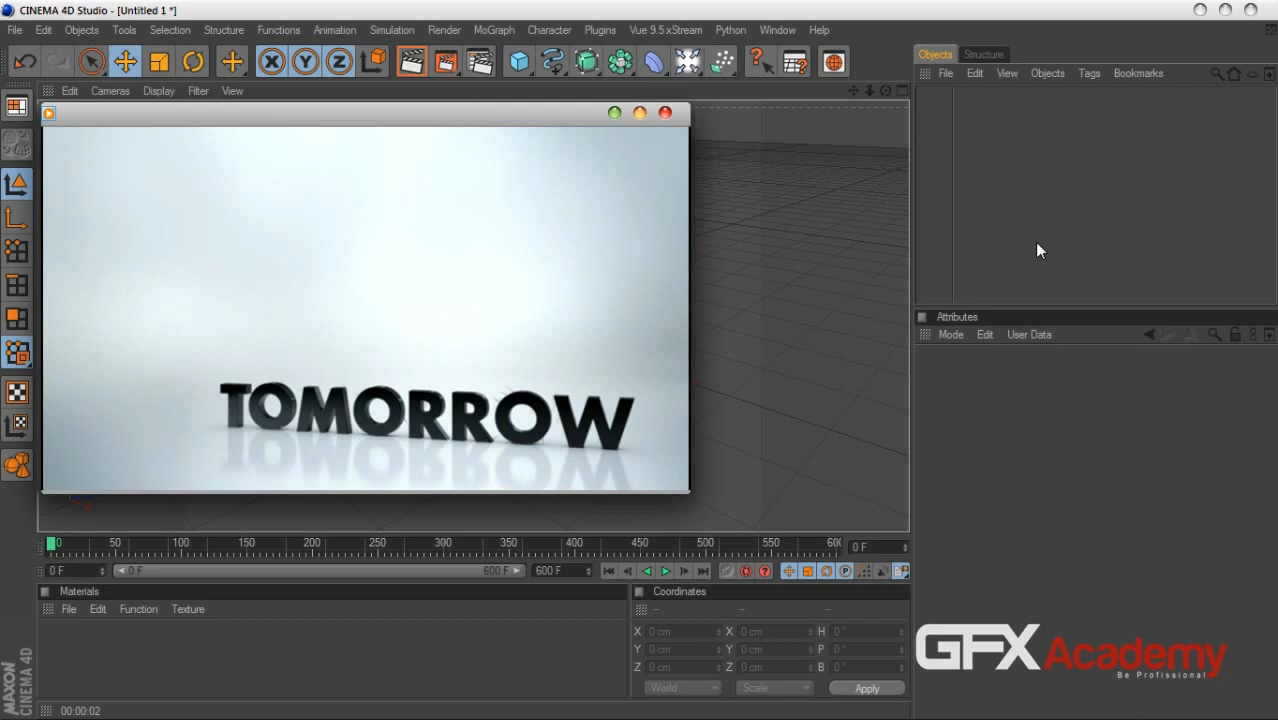 CINEMA 4D Studio - [Untitled 1 *]
File Edit Objects Tools Selection Structure Functions Animation Simulation Render MoGraph Character Plugins Vue 9.5 xStream Python Window Help
X Y Z
Objects Structure
File Edit View Objects Tags Bookmarks
Edit Cameras Display Filter View
TOMORROW
Attributes
Mode Edit User Data
0 50 100 150 200 250 300 350 400 450 500 550 600 0 F
0 F 0 F 600 F 600 F
Materials
File Edit Function Texture
Coordinates
-- -- --
X 0 cm X 0 cm H 0 °
Y 0 cm Y 0 cm P 0 °
Z 0 cm Z 0 cm B 0 °
World Scale Apply
GFXAcademy
Be Profissional
MAXON
CINEMA 4D
00:00:02